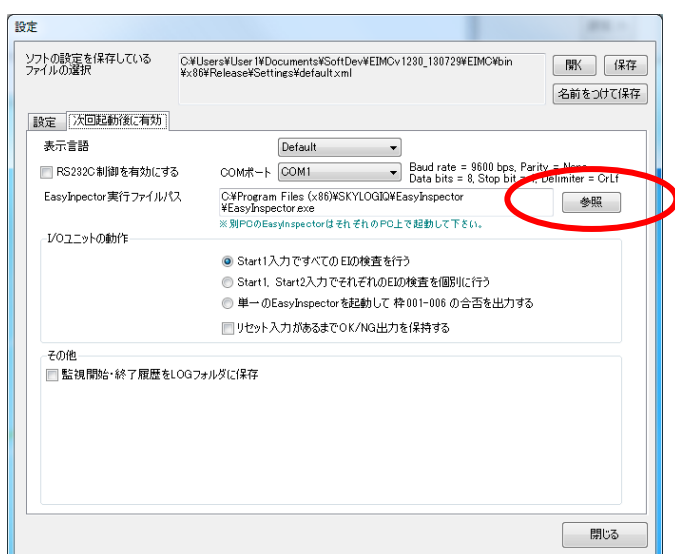 設定
ソフトの設定を保存している
ファイルの選択
C:¥Users¥User1¥Documents¥SoftDev¥EIMCv1230_130729¥EIMC¥bin
¥x86¥Release¥Settings¥default.xml
開く
保存
名前をつけて保存
設定
次回起動後に有効
表示言語
Default
RS232C制御を有効にする
COMポート
COM1
Baud rate = 9600 bps, Parity = None
Data bits = 8, Stop bit = 1, Delimiter = CrLf
EasyInpector実行ファイルパス
C:¥Program Files (x86)¥SKYLOGIQ¥EasyInspector
¥EasyInspector.exe
参照
※別PCのEasyInspectorはそれぞれのPC上で起動して下さい。
I/Oユニットの動作
Start1入力ですべてのEIの検査を行う
Start1, Start2入力でそれぞれのEIの検査を個別に行う
単一のEasyInspectorを起動して 枠001-006 の合否を出力する
リセット入力があるまでOK/NG出力を保持する
その他
監視開始・終了履歴をLOGフォルダに保存
閉じる